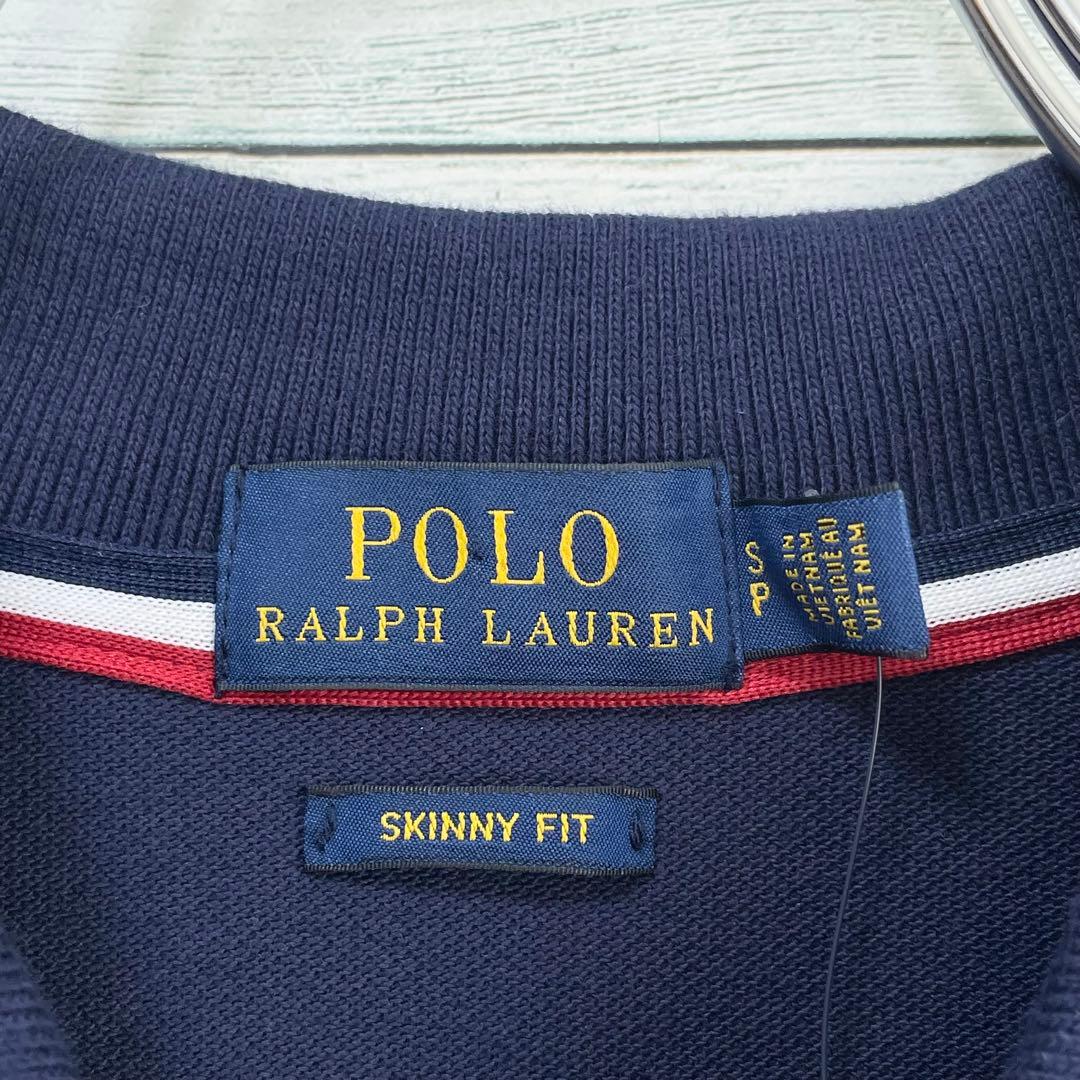 POLO
RALPH LAUREN
S
P
MADE IN
VIETNAM
FABRIQUÉ AU
VIÊT NAM
SKINNY FIT